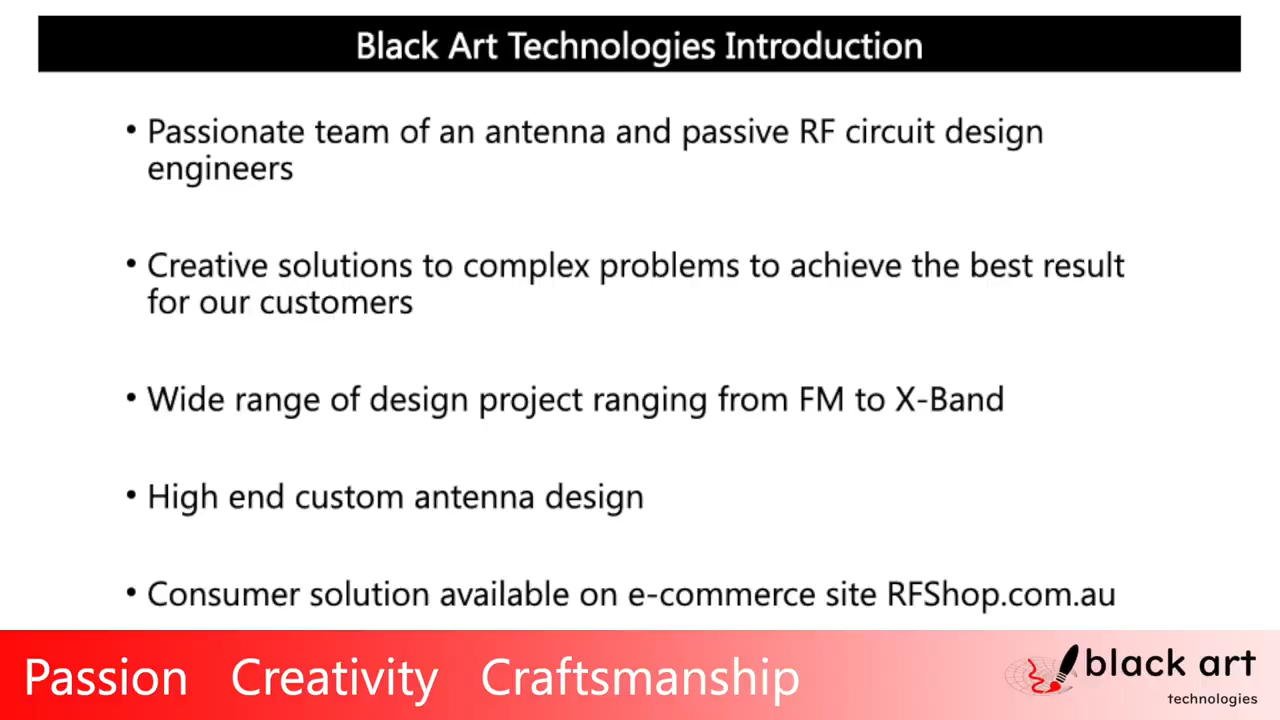 Black Art Technologies Introduction
• Passionate team of an antenna and passive RF circuit design
engineers
• Creative solutions to complex problems to achieve the best result
for our customers
• Wide range of design project ranging from FM to X-Band
• High end custom antenna design
• Consumer solution available on e-commerce site RFShop.com.au
Passion Creativity Craftsmanship
black art
technologies